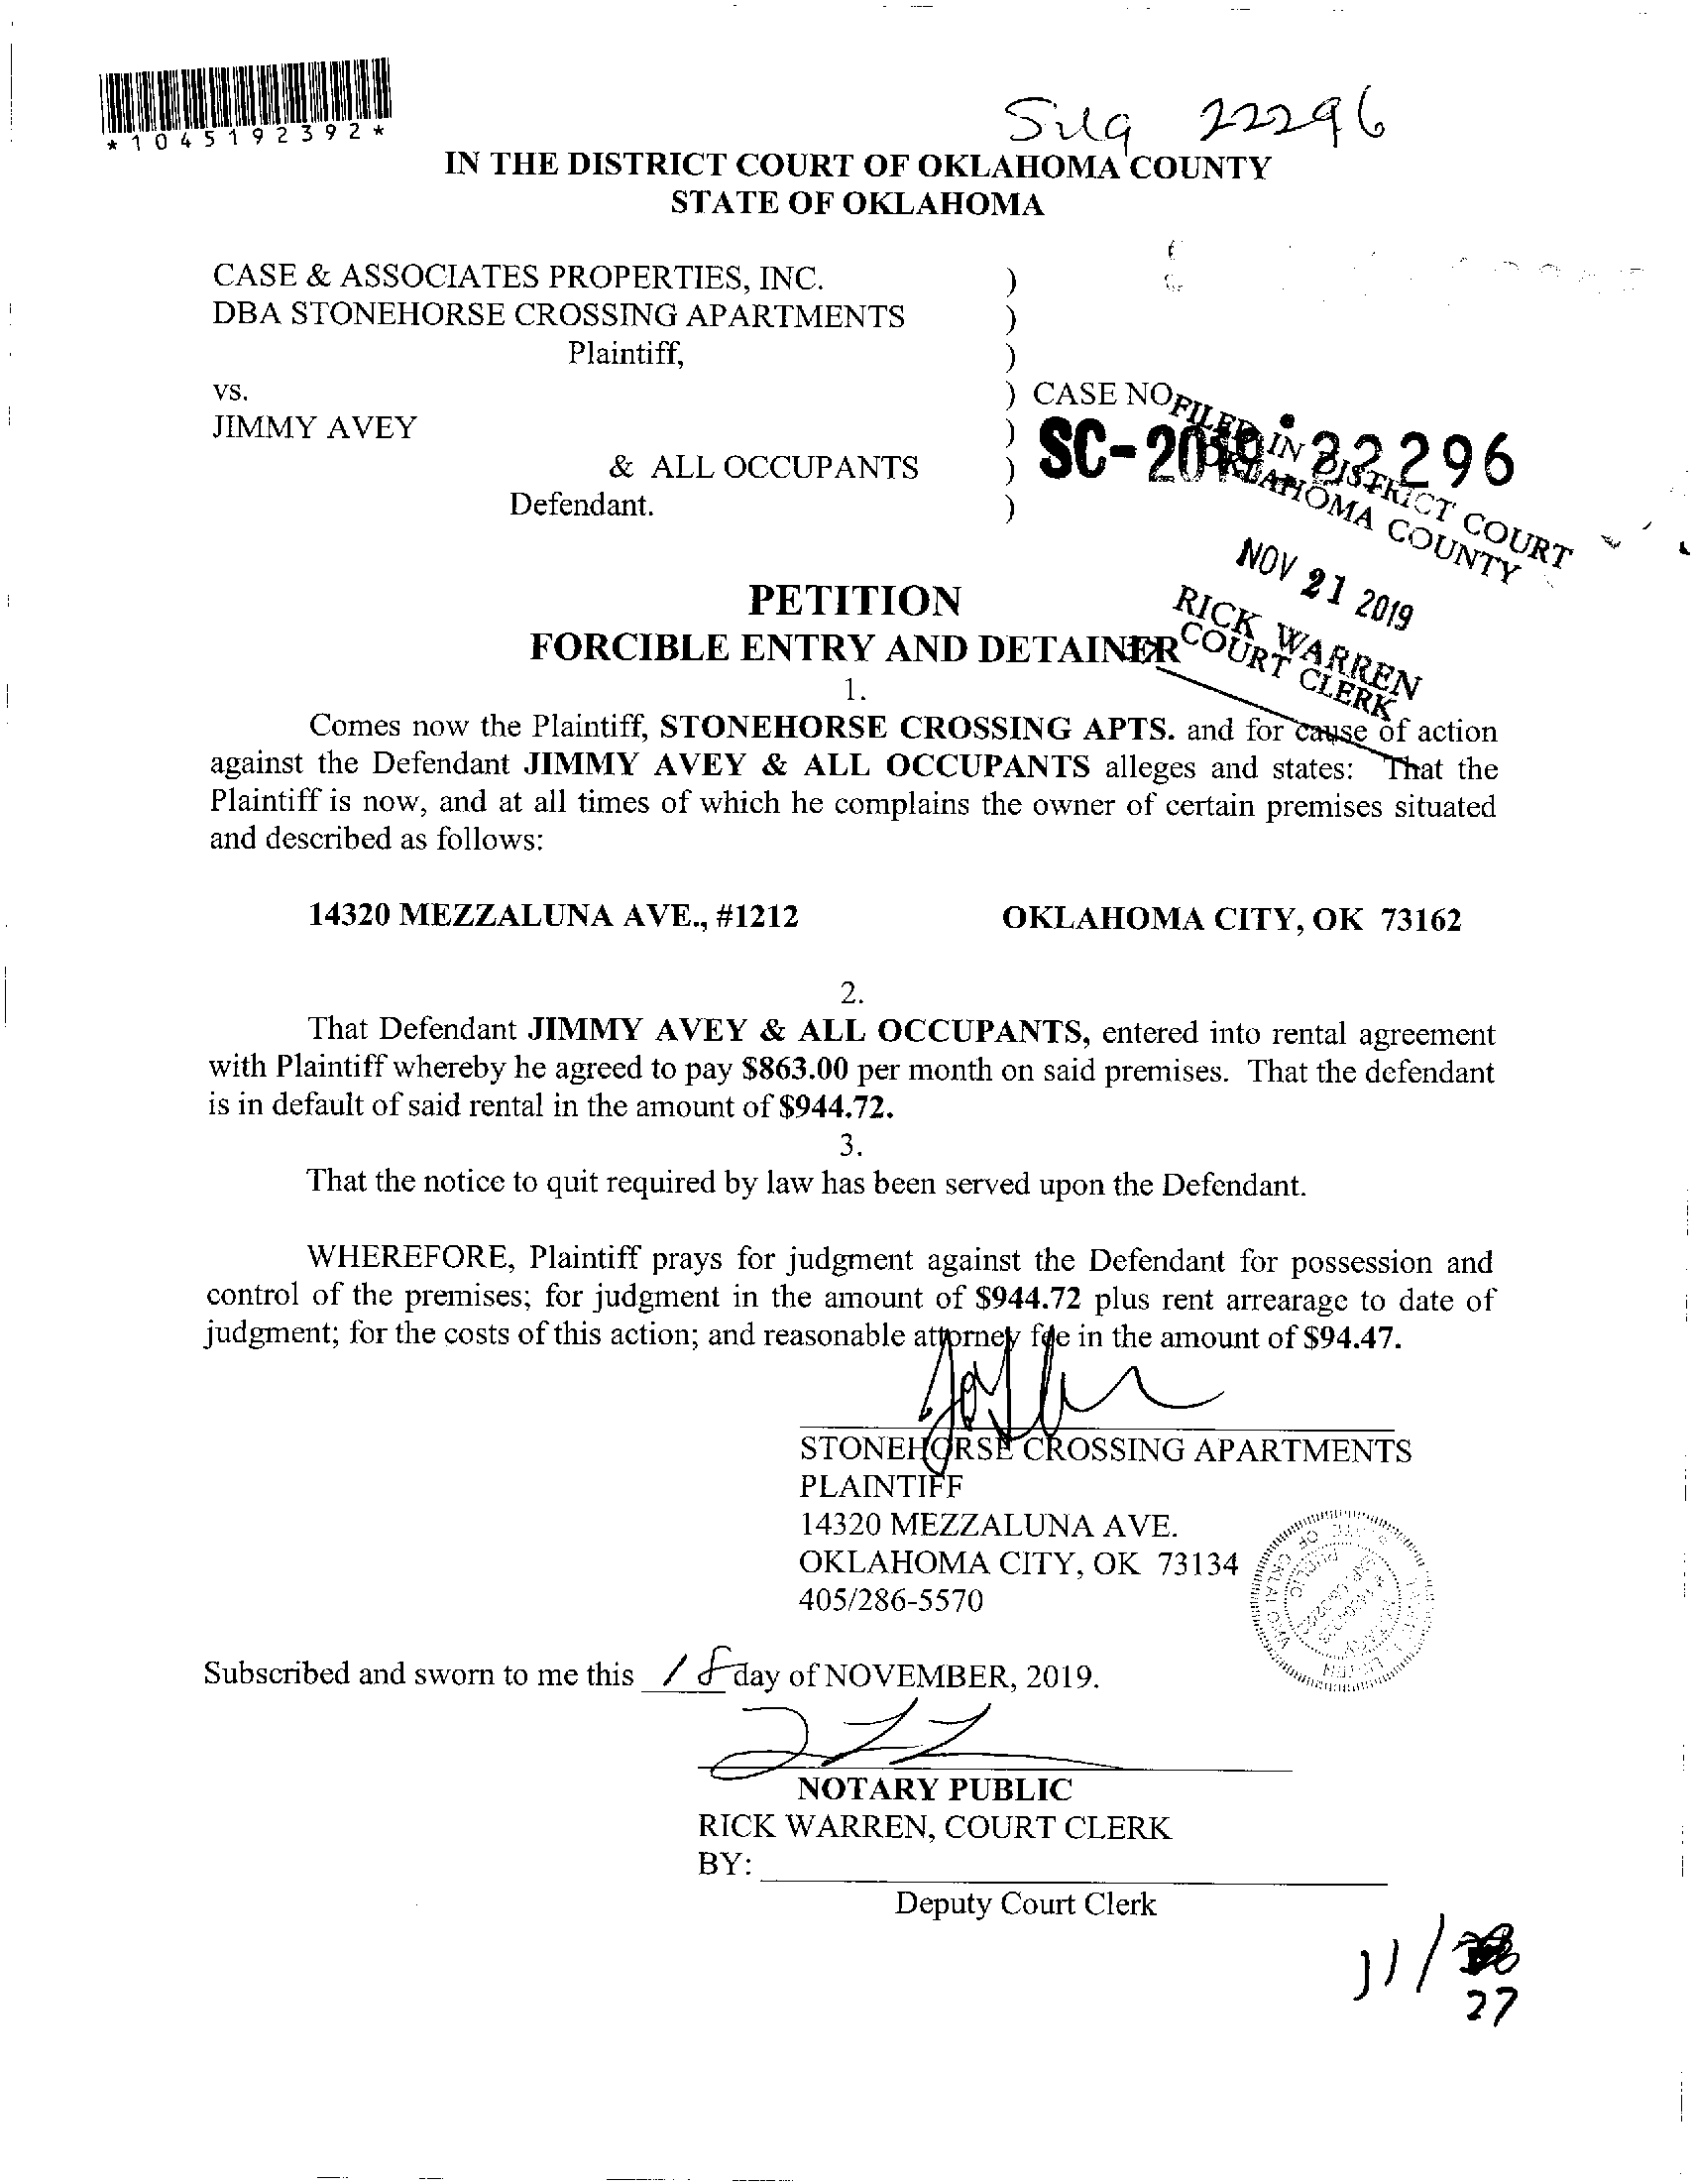 *1045192392*
22296
IN THE DISTRICT COURT OF OKLAHOMA COUNTY
STATE OF OKLAHOMA
CASE & ASSOCIATES PROPERTIES, INC. )
DBA STONEHORSE CROSSING APARTMENTS )
Plaintiff, )
vs. ) CASE NO.
JIMMY AVEY )
SC-2019-22296
& ALL OCCUPANTS )
Defendant. )
FILED IN DISTRICT COURT
OKLAHOMA COUNTY
NOV 21 2019
RICK WARREN
COURT CLERK
PETITION
FORCIBLE ENTRY AND DETAINER
1.
Comes now the Plaintiff, STONEHORSE CROSSING APTS. and for cause of action
against the Defendant JIMMY AVEY & ALL OCCUPANTS alleges and states: That the
Plaintiff is now, and at all times of which he complains the owner of certain premises situated
and described as follows:
14320 MEZZALUNA AVE., #1212 OKLAHOMA CITY, OK 73162
2.
That Defendant JIMMY AVEY & ALL OCCUPANTS, entered into rental agreement
with Plaintiff whereby he agreed to pay $863.00 per month on said premises. That the defendant
is in default of said rental in the amount of $944.72.
3.
That the notice to quit required by law has been served upon the Defendant.
WHEREFORE, Plaintiff prays for judgment against the Defendant for possession and
control of the premises; for judgment in the amount of $944.72 plus rent arrearage to date of
judgment; for the costs of this action; and reasonable attorney fee in the amount of $94.47.
STONEHORSE CROSSING APARTMENTS
PLAINTIFF
14320 MEZZALUNA AVE.
OKLAHOMA CITY, OK 73134
405/286-5570
Subscribed and sworn to me this 18 day of NOVEMBER, 2019.
NOTARY PUBLIC
RICK WARREN, COURT CLERK
BY:
Deputy Court Clerk
11/
27